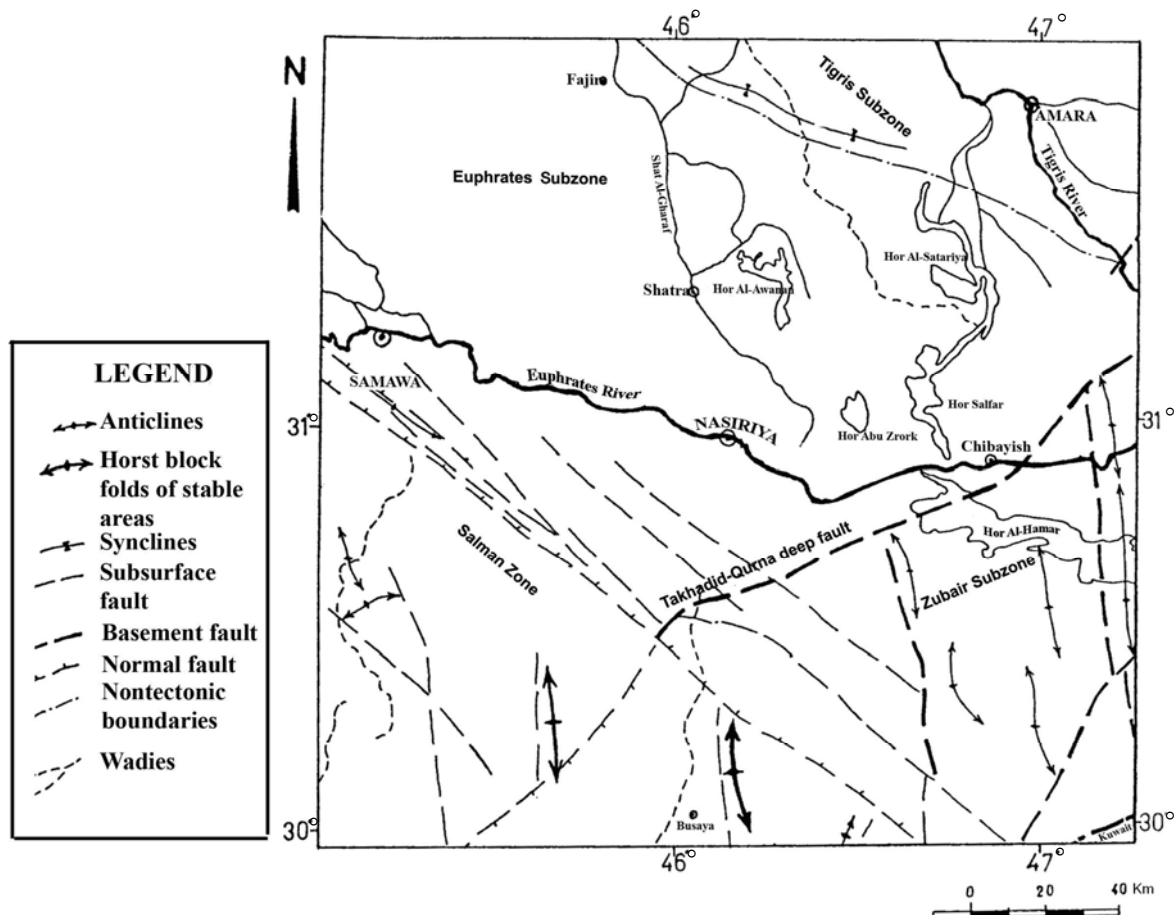 46° 47°
N
Fajir
Tigris Subzone
AMARA
Euphrates Subzone
Shat Al-Gharaf
Tigris River
Hor Al-Satariya
Shatra
Hor Al-Awanan
LEGEND
Anticlines
Horst block
folds of stable
areas
Synclines
Subsurface
fault
Basement fault
Normal fault
Nontectonic
boundaries
Wadies
SAMAWA
Euphrates River
Hor Salfar
31° 31°
NASIRIYA
Hor Abu Zrork
Chibayish
Hor Al-Hamar
Salman Zone
Takhadid-Qurna deep fault
Zubair Subzone
30° 30°
Busaya
Kuwait
46° 47°
0 20 40 Km